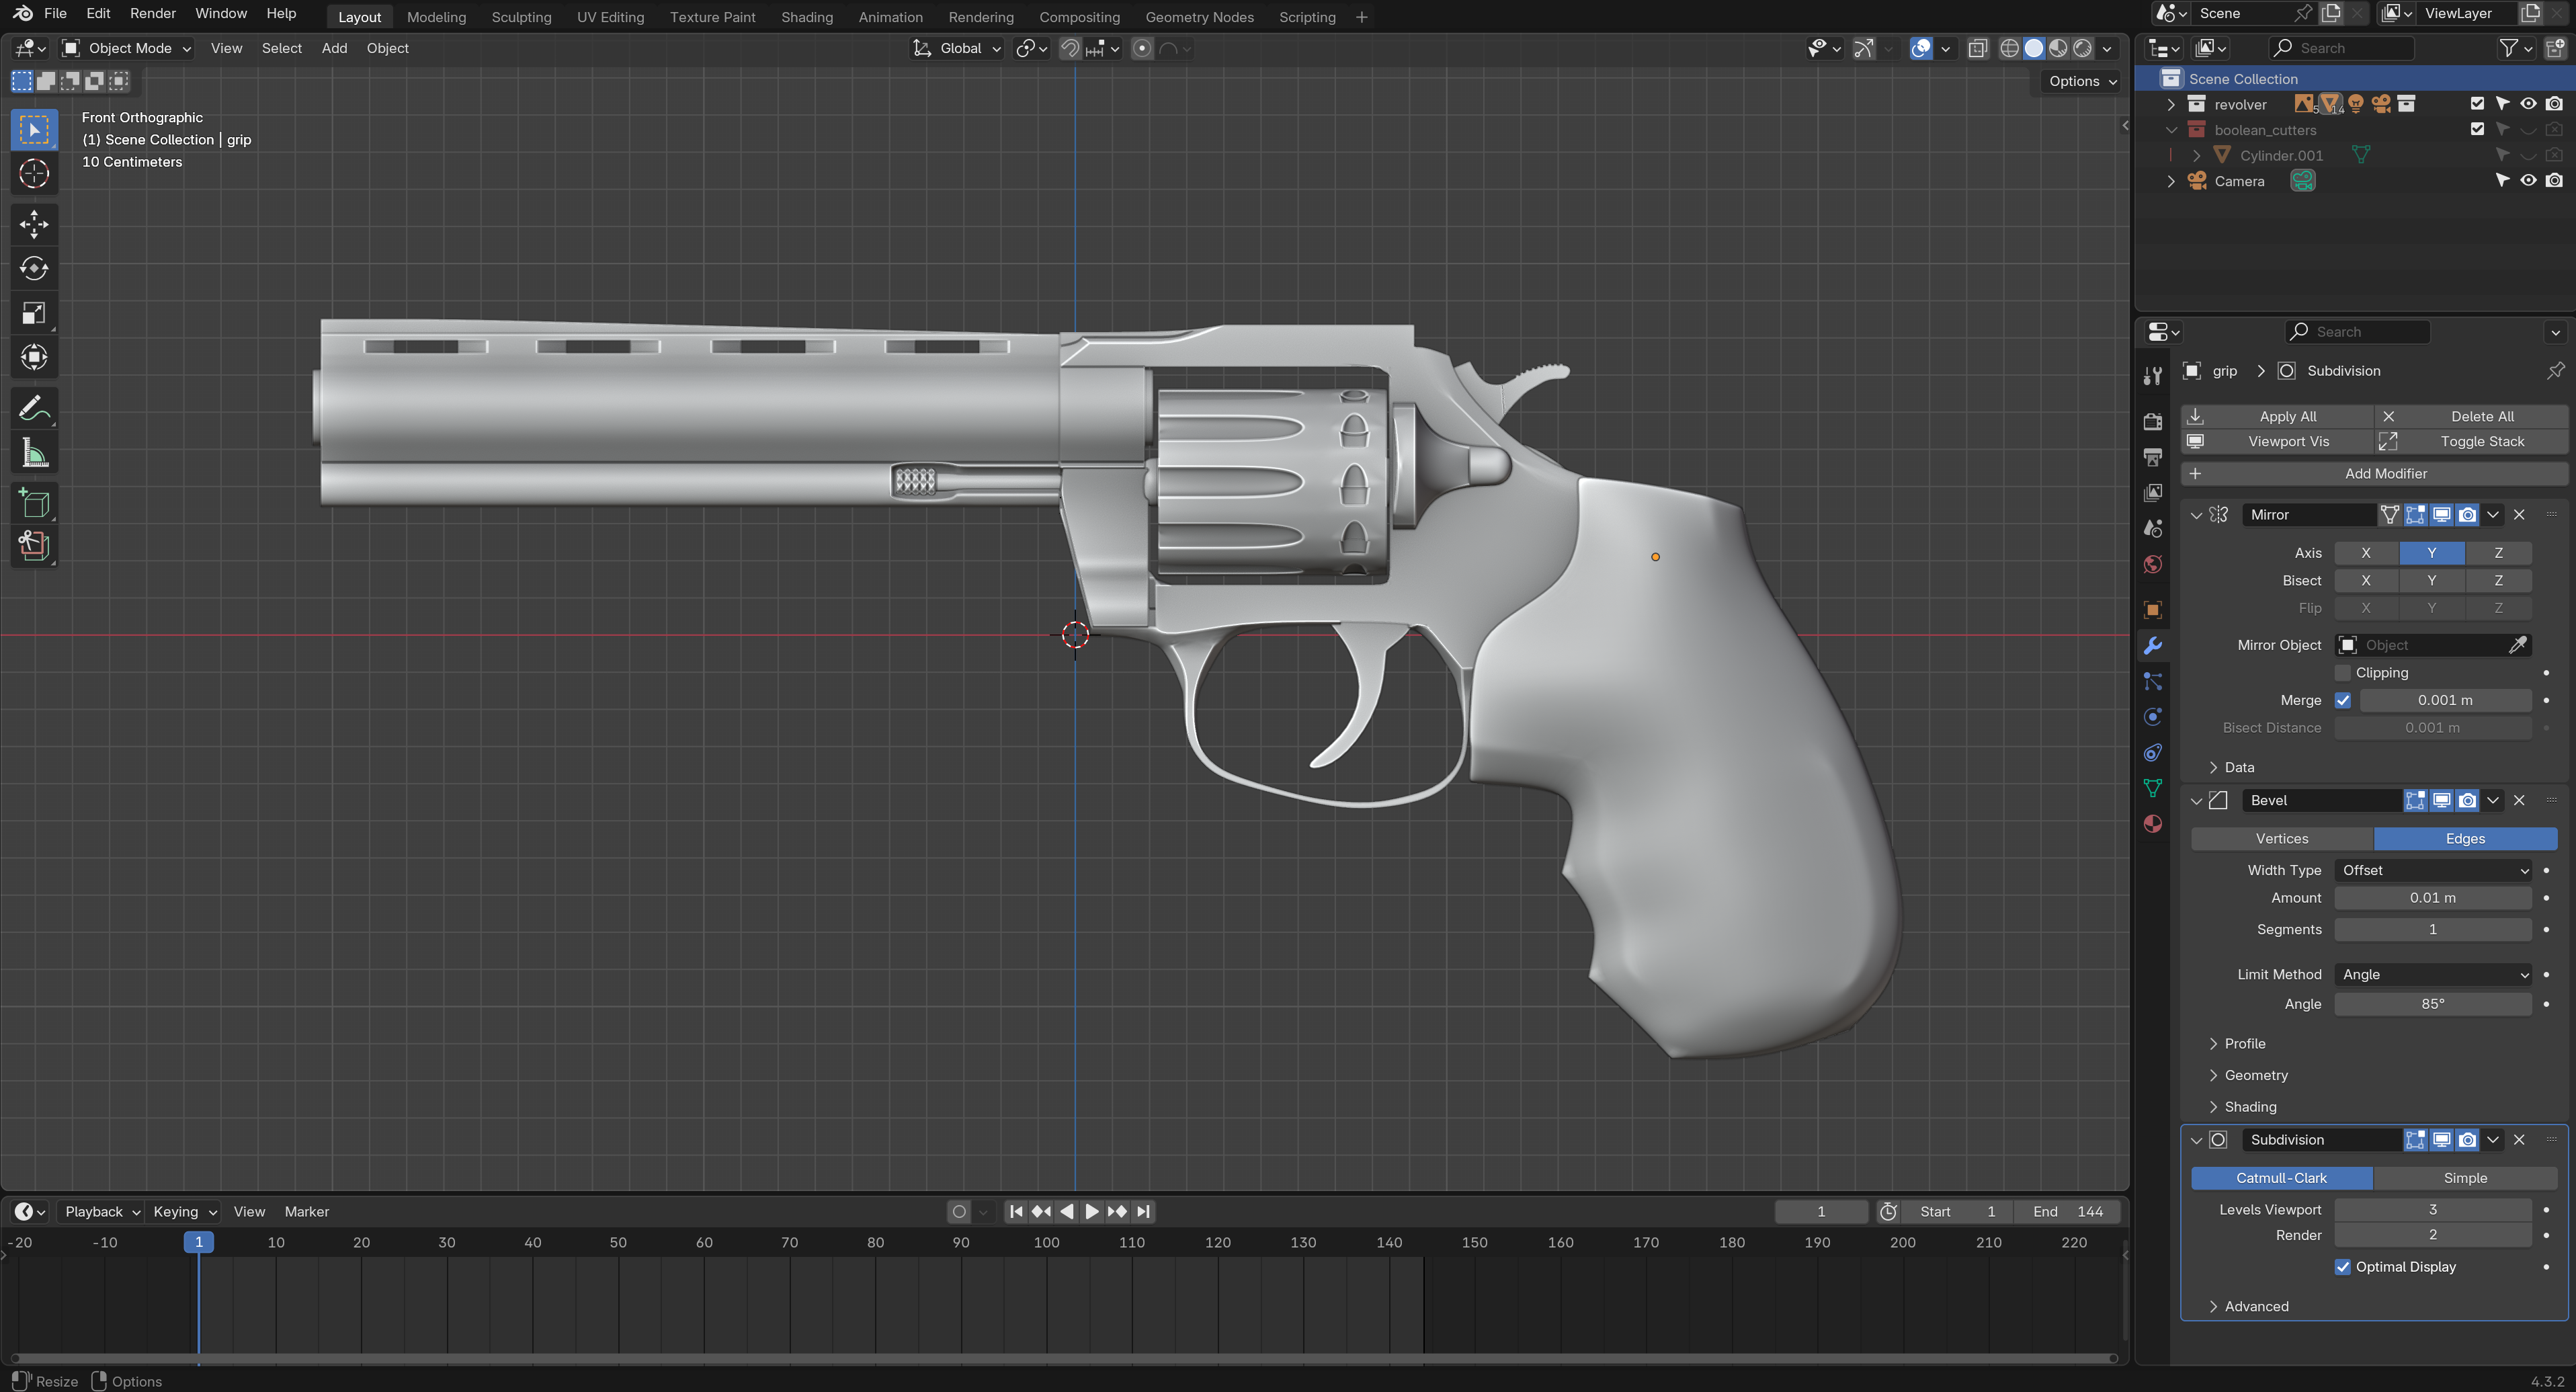 File Edit Render Window Help Layout Modeling Sculpting UV Editing Texture Paint Shading Animation Rendering Compositing Geometry Nodes Scripting + Scene ViewLayer
Object Mode View Select Add Object Global Search
Options
Front Orthographic
(1) Scene Collection | grip
10 Centimeters
Scene Collection
revolver 5 14
boolean_cutters
Cylinder.001
Camera
Search
grip > Subdivision
Apply All Delete All
Viewport Vis Toggle Stack
Add Modifier
Mirror
Axis X Y Z
Bisect X Y Z
Flip X Y Z
Mirror Object Object
Clipping
Merge 0.001 m
Bisect Distance 0.001 m
Data
Bevel
Vertices Edges
Width Type Offset
Amount 0.01 m
Segments 1
Limit Method Angle
Angle 85°
Profile
Geometry
Shading
Subdivision
Catmull-Clark Simple
Levels Viewport 3
Render 2
Optimal Display
Advanced
Playback Keying View Marker 1 Start 1 End 144
-20 -10 1 10 20 30 40 50 60 70 80 90 100 110 120 130 140 150 160 170 180 190 200 210 220
Resize Options 4.3.2